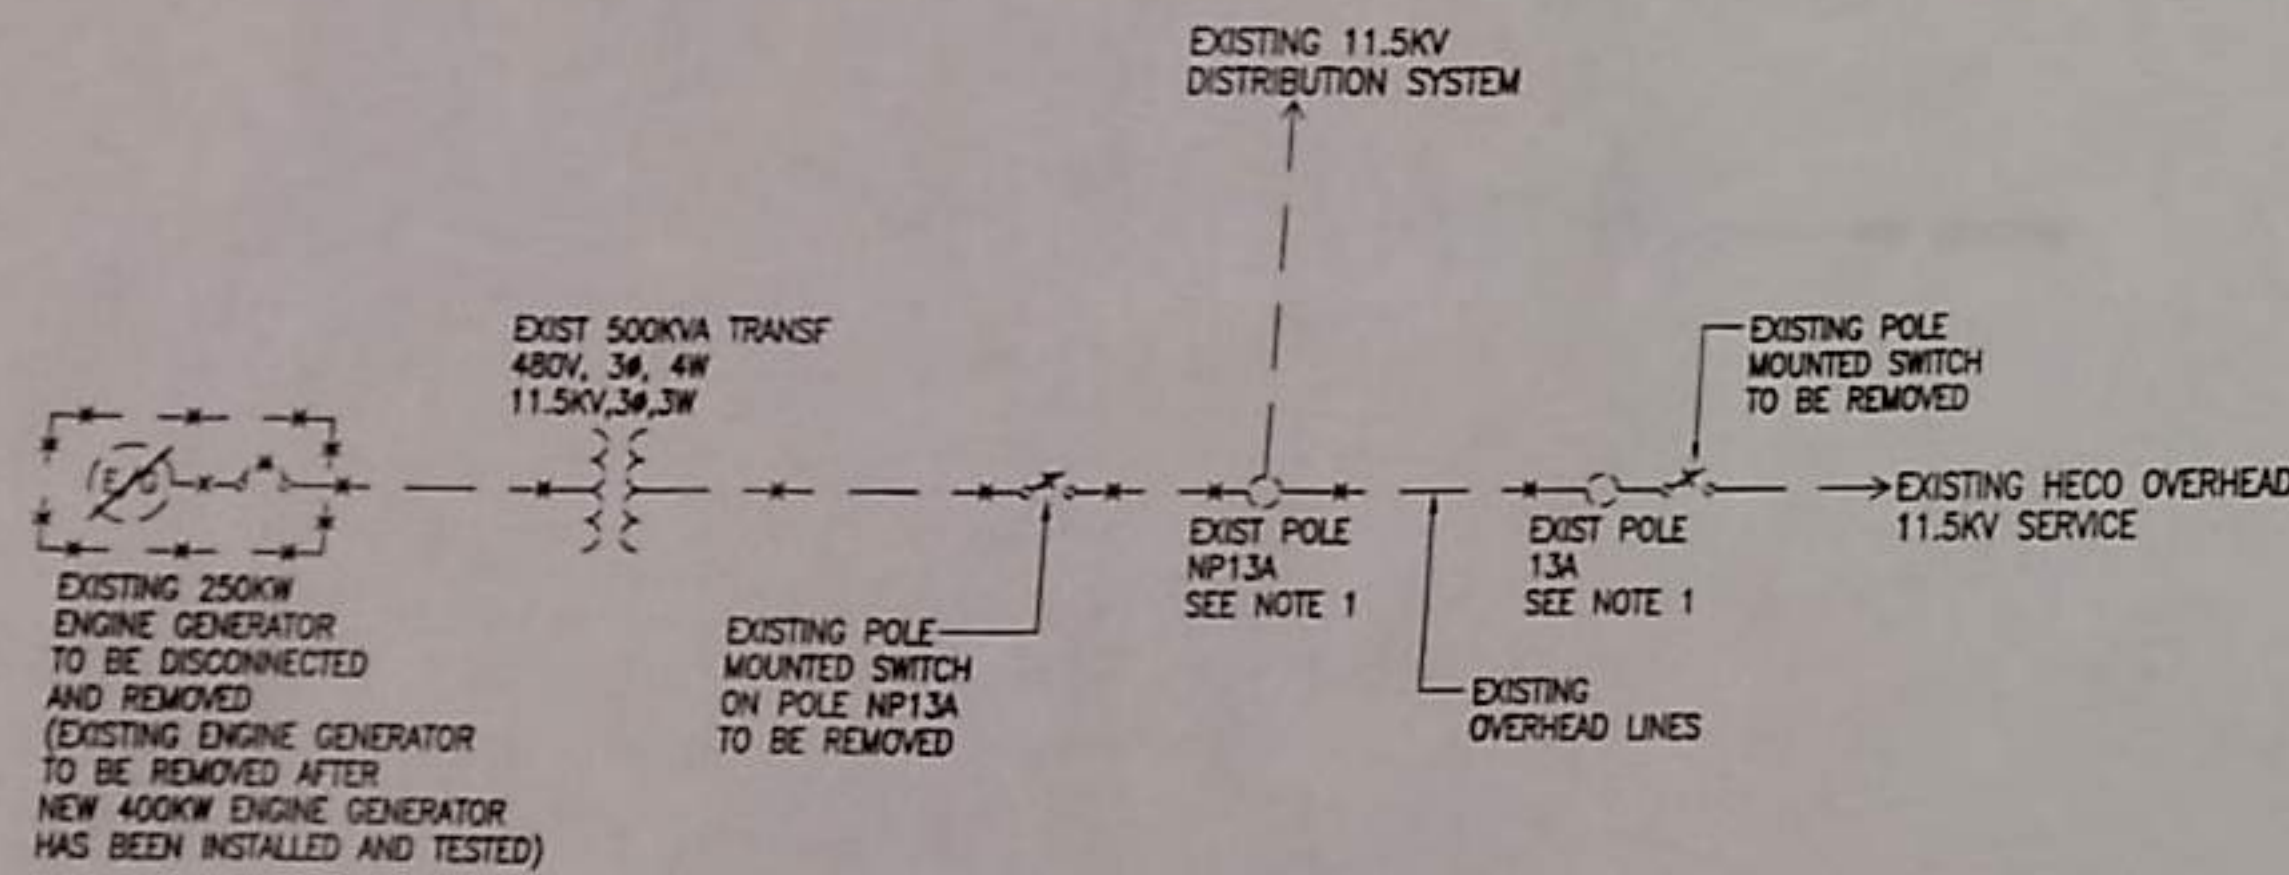 EXISTING 11.5KV
DISTRIBUTION SYSTEM
EXIST 500KVA TRANSF
480V, 3ø, 4W
11.5KV,3ø,3W
EXISTING POLE
MOUNTED SWITCH
TO BE REMOVED
E G
EXISTING HECO OVERHEAD
11.5KV SERVICE
EXIST POLE
NP13A
SEE NOTE 1
EXIST POLE
13A
SEE NOTE 1
EXISTING 250KW
ENGINE GENERATOR
TO BE DISCONNECTED
AND REMOVED
(EXISTING ENGINE GENERATOR
TO BE REMOVED AFTER
NEW 400KW ENGINE GENERATOR
HAS BEEN INSTALLED AND TESTED)
EXISTING POLE
MOUNTED SWITCH
ON POLE NP13A
TO BE REMOVED
EXISTING
OVERHEAD LINES